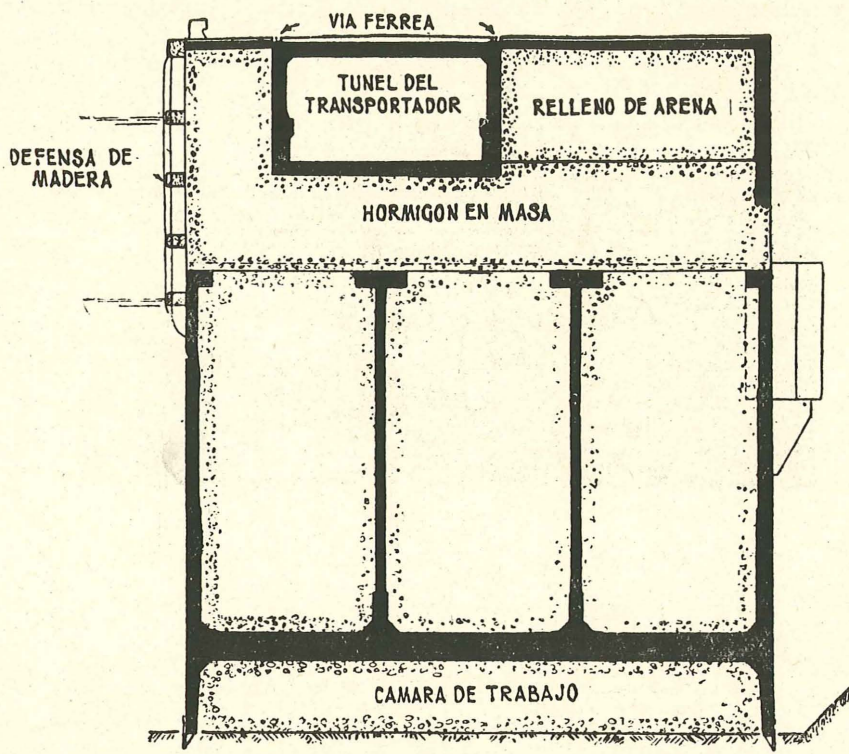 VIA FERREA
TUNEL DEL
TRANSPORTADOR
RELLENO DE ARENA
DEFENSA DE
MADERA
HORMIGON EN MASA
CAMARA DE TRABAJO